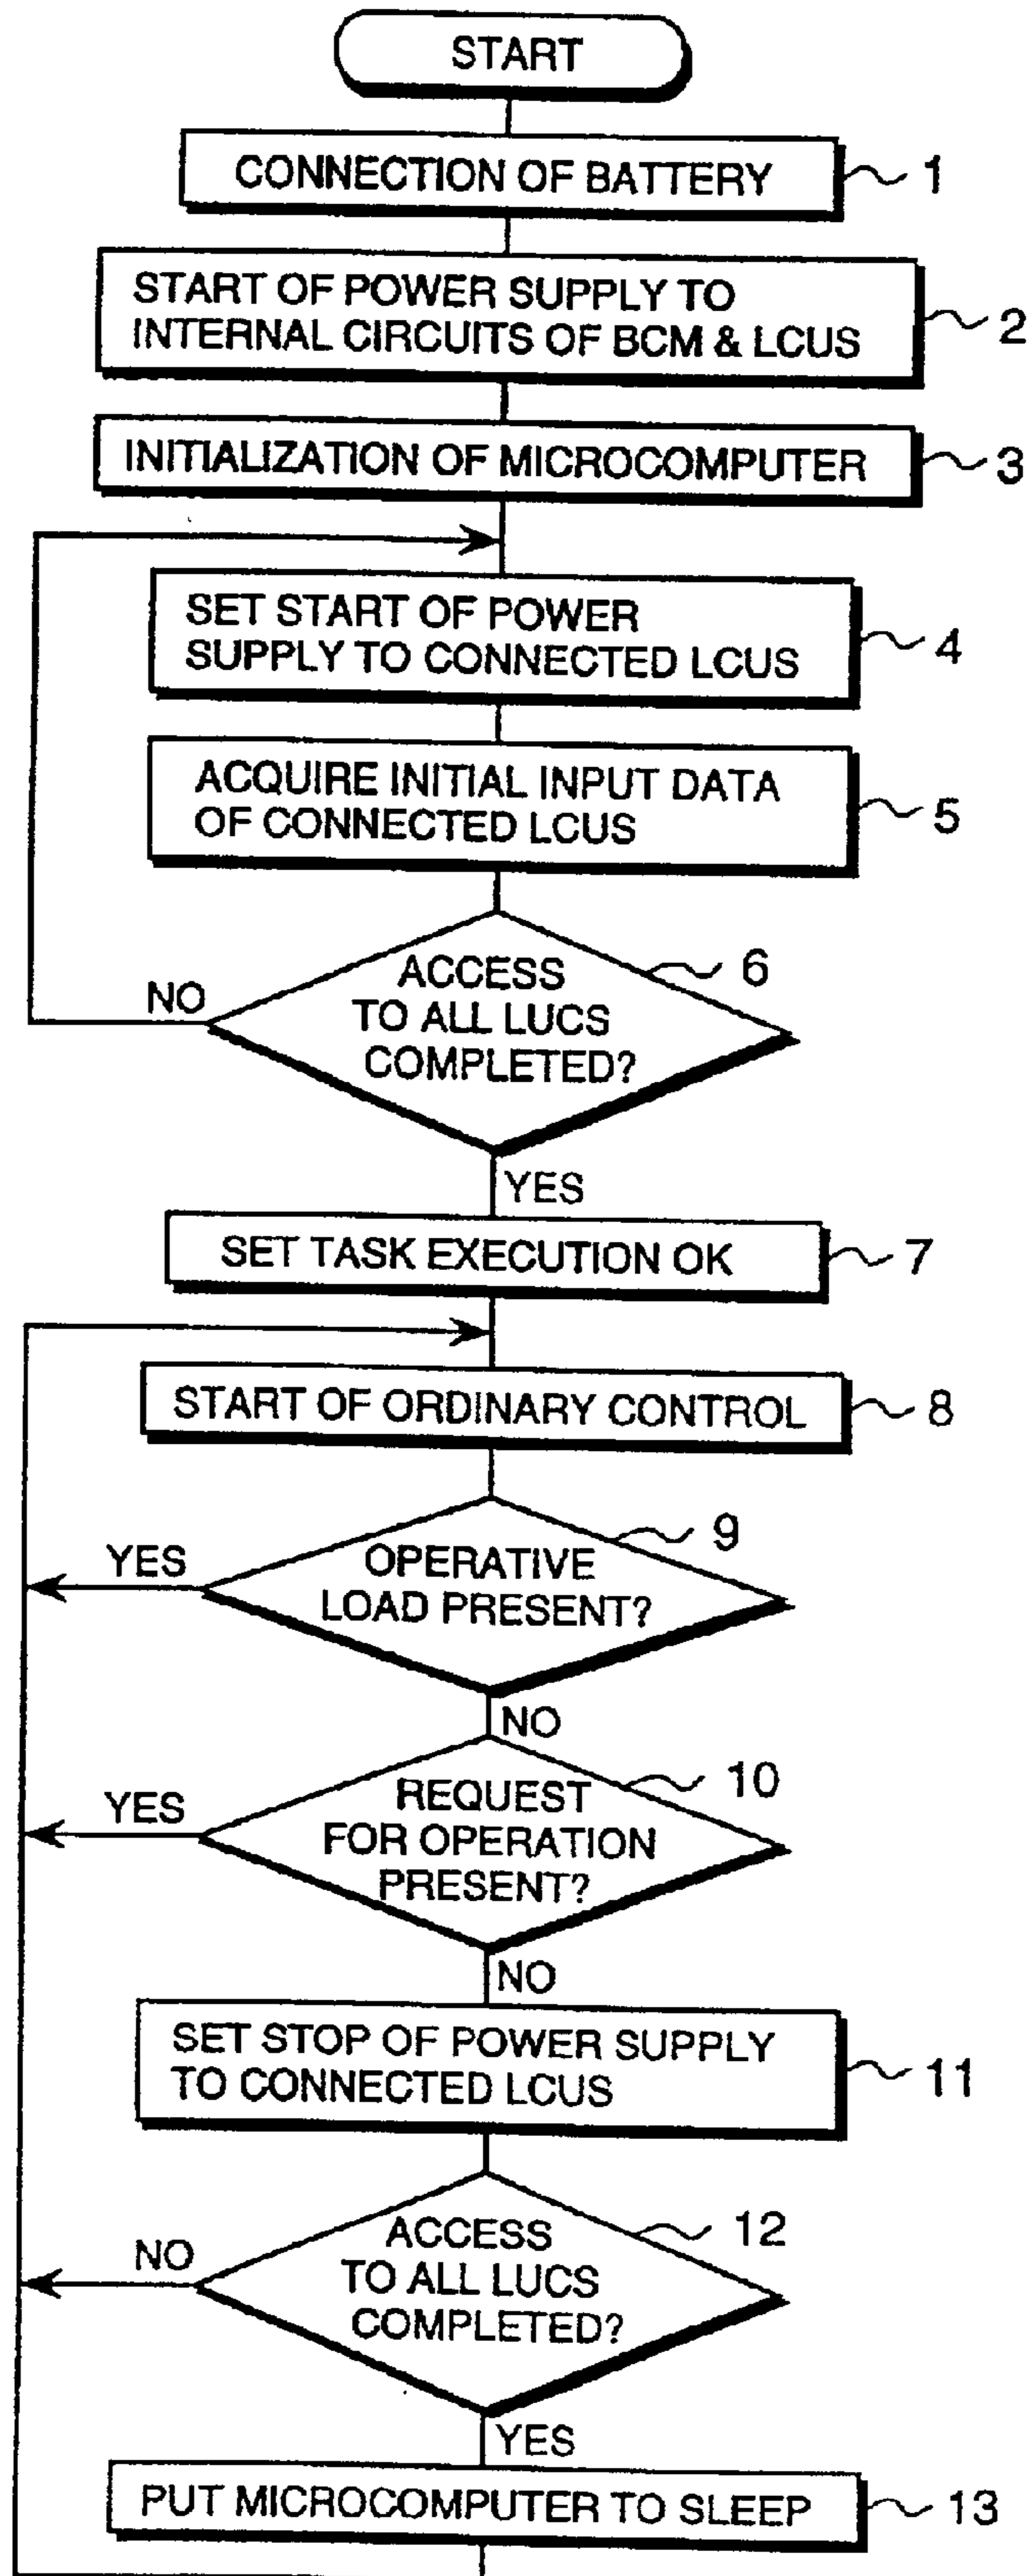 START
CONNECTION OF BATTERY
1
START OF POWER SUPPLY TO
INTERNAL CIRCUITS OF BCM & LCUS
2
INITIALIZATION OF MICROCOMPUTER
3
SET START OF POWER
SUPPLY TO CONNECTED LCUS
4
ACQUIRE INITIAL INPUT DATA
OF CONNECTED LCUS
5
ACCESS
TO ALL LUCS
COMPLETED?
6
NO
YES
SET TASK EXECUTION OK
7
START OF ORDINARY CONTROL
8
OPERATIVE
LOAD PRESENT?
9
YES
NO
REQUEST
FOR OPERATION
PRESENT?
10
YES
NO
SET STOP OF POWER SUPPLY
TO CONNECTED LCUS
11
ACCESS
TO ALL LUCS
COMPLETED?
12
NO
YES
PUT MICROCOMPUTER TO SLEEP
13